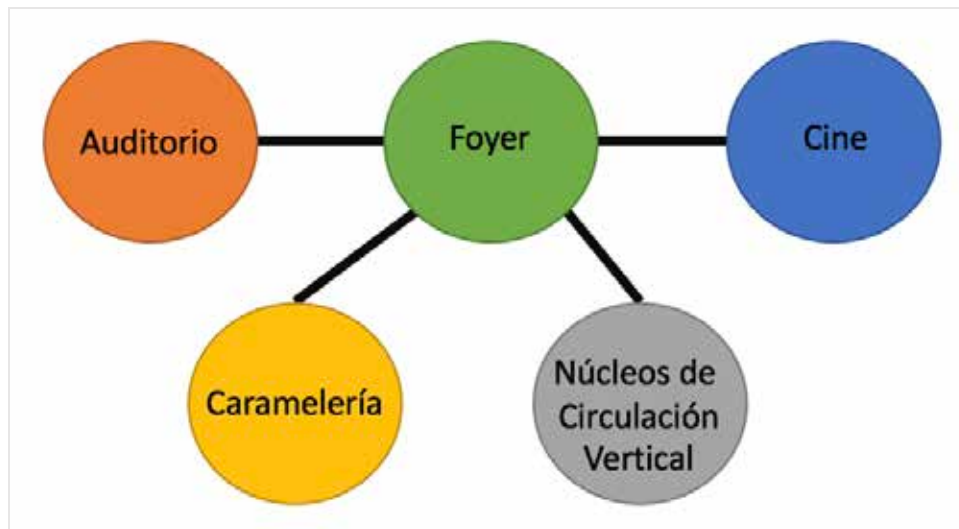 Auditorio
Foyer
Cine
Caramelería
Núcleos de
Circulación
Vertical